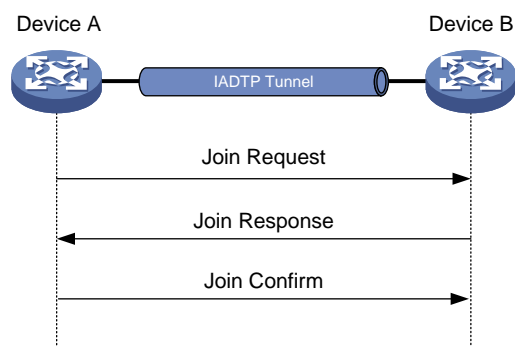 Device A
Device B
IADTP Tunnel
Join Request
Join Response
Join Confirm